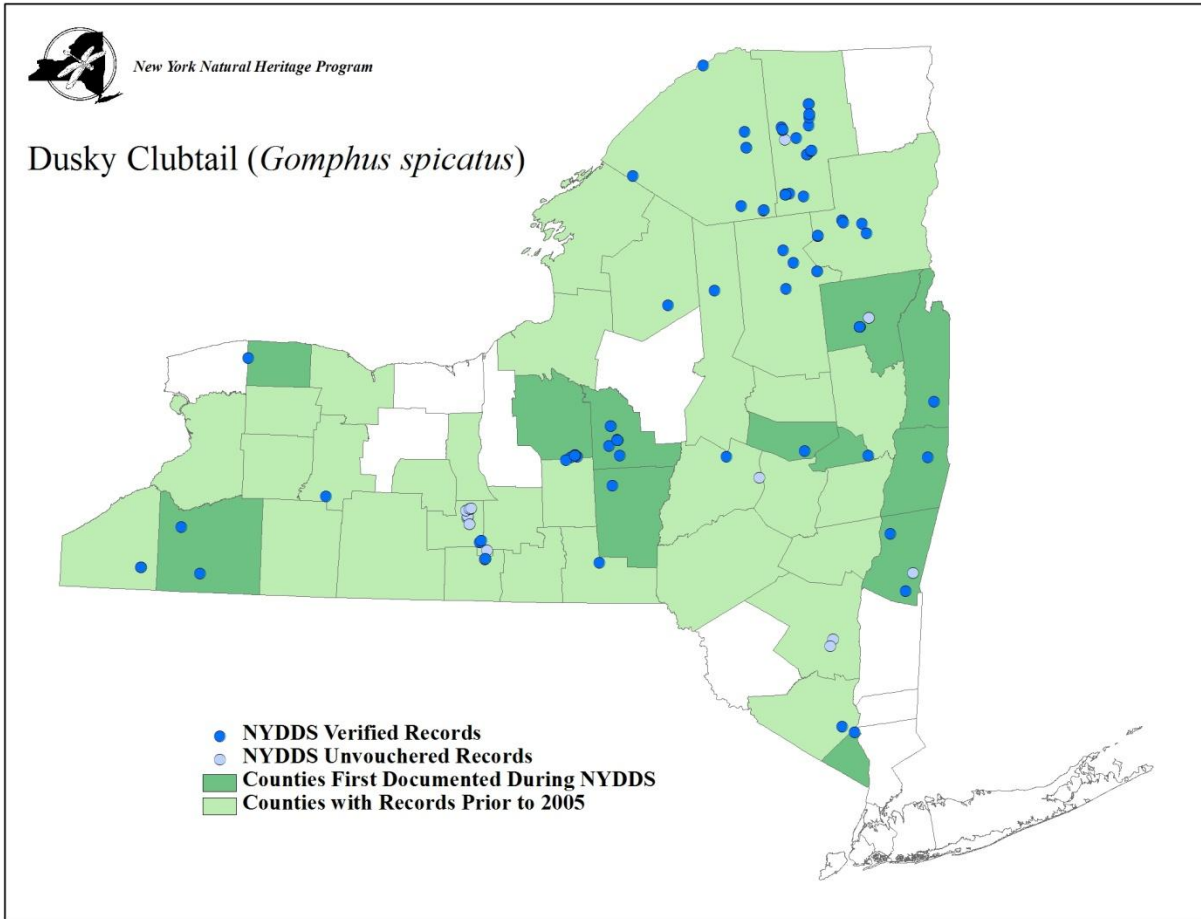 New York Natural Heritage Program
Dusky Clubtail (Gomphus spicatus)
NYDDS Verified Records
NYDDS Unvouchered Records
Counties First Documented During NYDDS
Counties with Records Prior to 2005